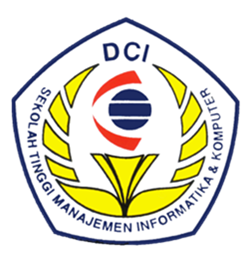 DCI
SEKOLAH TINGGI MANAJEMEN INFORMATIKA & KOMPUTER